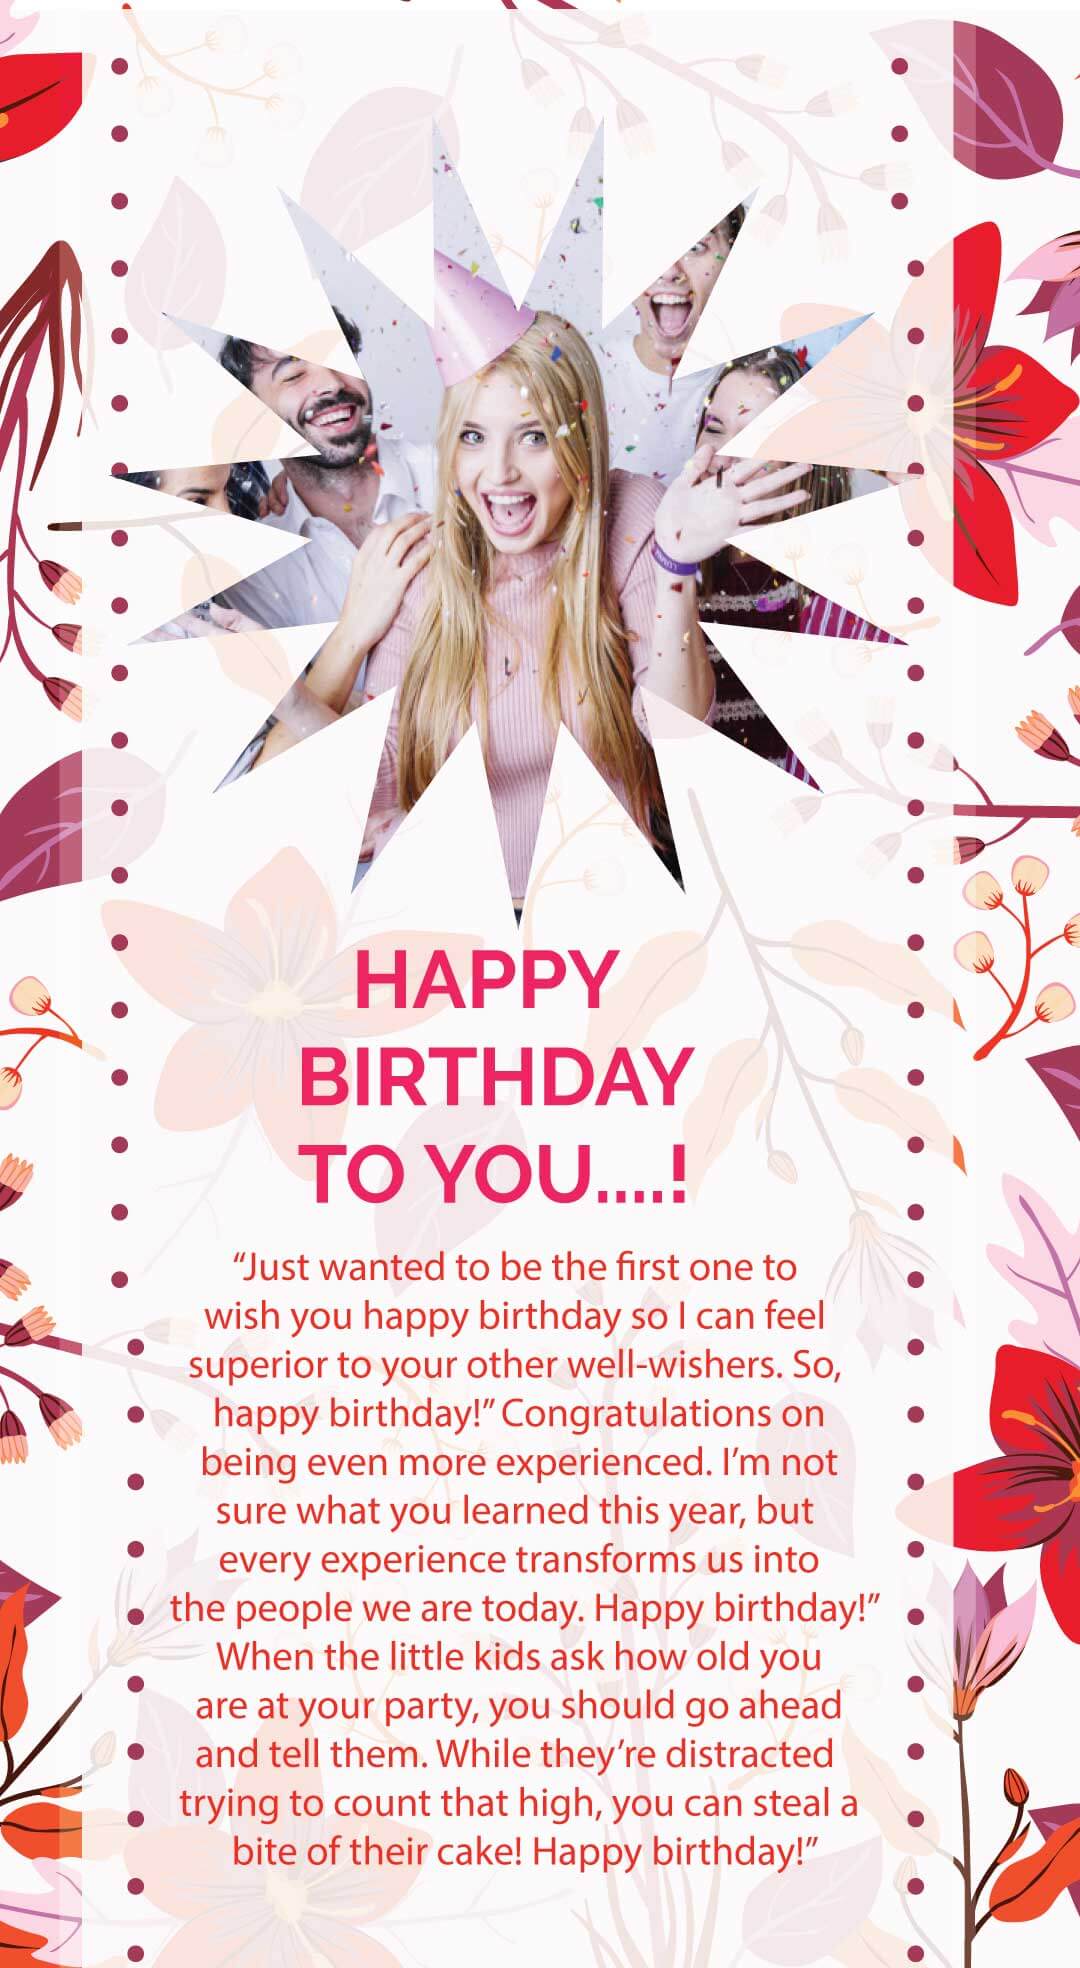 HAPPY
BIRTHDAY
TO YOU....!
“Just wanted to be the first one to
wish you happy birthday so I can feel
superior to your other well-wishers. So,
happy birthday!” Congratulations on
being even more experienced. I’m not
sure what you learned this year, but
every experience transforms us into
the people we are today. Happy birthday!”
When the little kids ask how old you
are at your party, you should go ahead
and tell them. While they’re distracted
trying to count that high, you can steal a
bite of their cake! Happy birthday!”